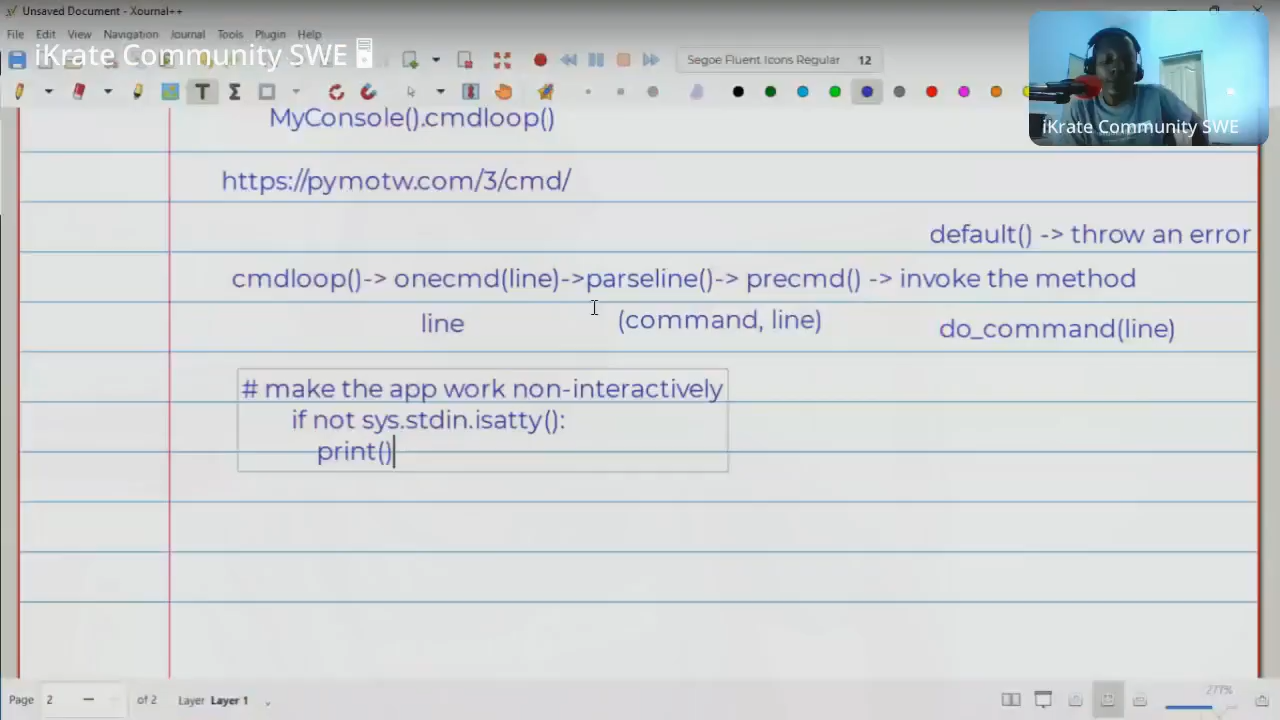 Unsaved Document - Xournal++
File Edit View Navigation Journal Tools Plugin Help
iKrate Community SWE
Segoe Fluent Icons Regular 12
iKrate Community SWE
MyConsole().cmdloop()
https://pymotw.com/3/cmd/
default() -> throw an error
cmdloop()-> onecmd(line)->parseline()-> precmd() -> invoke the method
line
(command, line)
do_command(line)
# make the app work non-interactively
if not sys.stdin.isatty():
print()
Page 2 of 2 Layer Layer 1
277%